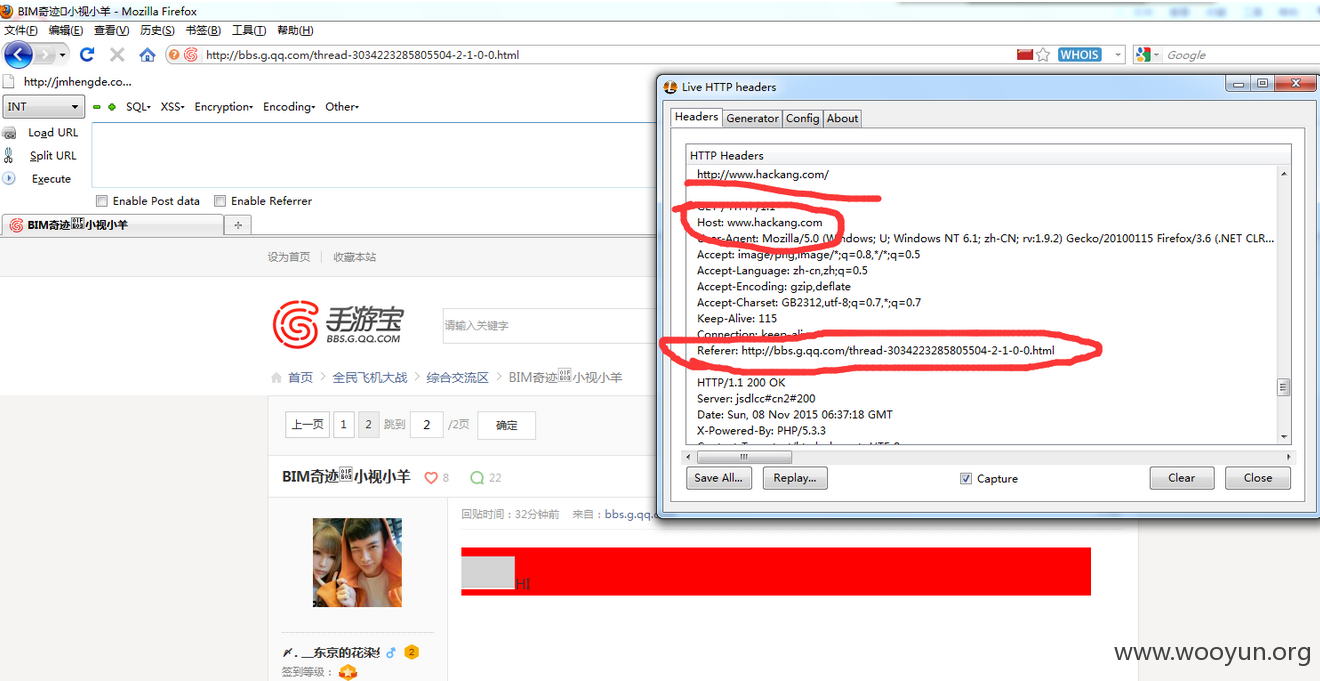 BIM奇迹小视小羊 - Mozilla Firefox
文件(F) 编辑(E) 查看(V) 历史(S) 书签(B) 工具(T) 帮助(H)
http://bbs.g.qq.com/thread-3034223285805504-2-1-0-0.html
WHOIS
Google
http://jmhengde.co...
INT
SQL XSS Encryption Encoding Other
Load URL
Split URL
Execute
Enable Post data Enable Referrer
BIM奇迹小视小羊
设为首页 | 收藏本站
手游宝
BBS.G.QQ.COM
请输入关键字
首页 > 全民飞机大战 > 综合交流区 > BIM奇迹小视小羊
上一页 1 2 跳到 2 /2页 确定
BIM奇迹小视小羊 8 22
回贴时间：32分钟前 来自：bbs.g.qq.
HI
东京的花染 2
签到等级：
Live HTTP headers
Headers Generator Config About
HTTP Headers
http://www.hackang.com/
GET / HTTP/1.1
Host: www.hackang.com
User-Agent: Mozilla/5.0 (Windows; U; Windows NT 6.1; zh-CN; rv:1.9.2) Gecko/20100115 Firefox/3.6 (.NET CLR...
Accept: image/png,image/*;q=0.8,*/*;q=0.5
Accept-Language: zh-cn,zh;q=0.5
Accept-Encoding: gzip,deflate
Accept-Charset: GB2312,utf-8;q=0.7,*;q=0.7
Keep-Alive: 115
Connection: keep-alive
Referer: http://bbs.g.qq.com/thread-3034223285805504-2-1-0-0.html
HTTP/1.1 200 OK
Server: jsdlcc#cn2#200
Date: Sun, 08 Nov 2015 06:37:18 GMT
X-Powered-By: PHP/5.3.3
Save All... Replay... Capture Clear Close
www.wooyun.org